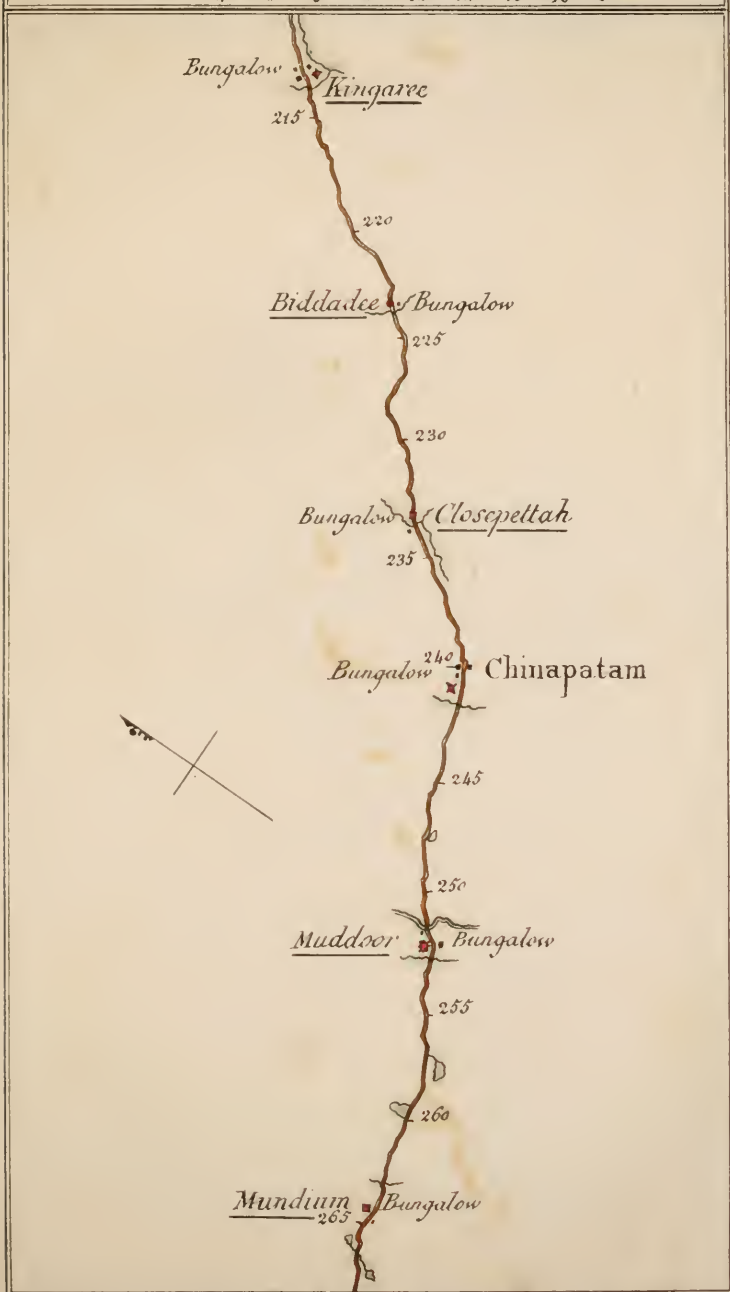 Bungalow
Kingaree
215
220
Biddadee Bungalow
225
230
Bungalow Closepettah
235
240
Bungalow Chinapatam
245
250
Muddoor Bungalow
255
260
Mundium Bungalow
265